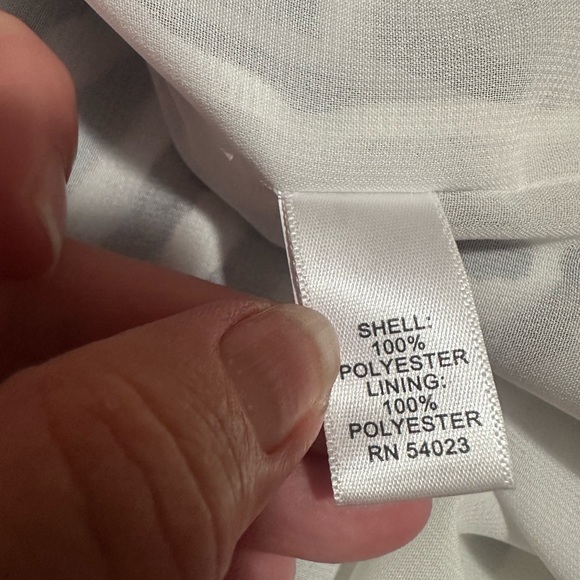 SHELL:
100%
POLYESTER
LINING:
100%
POLYESTER
RN 54023